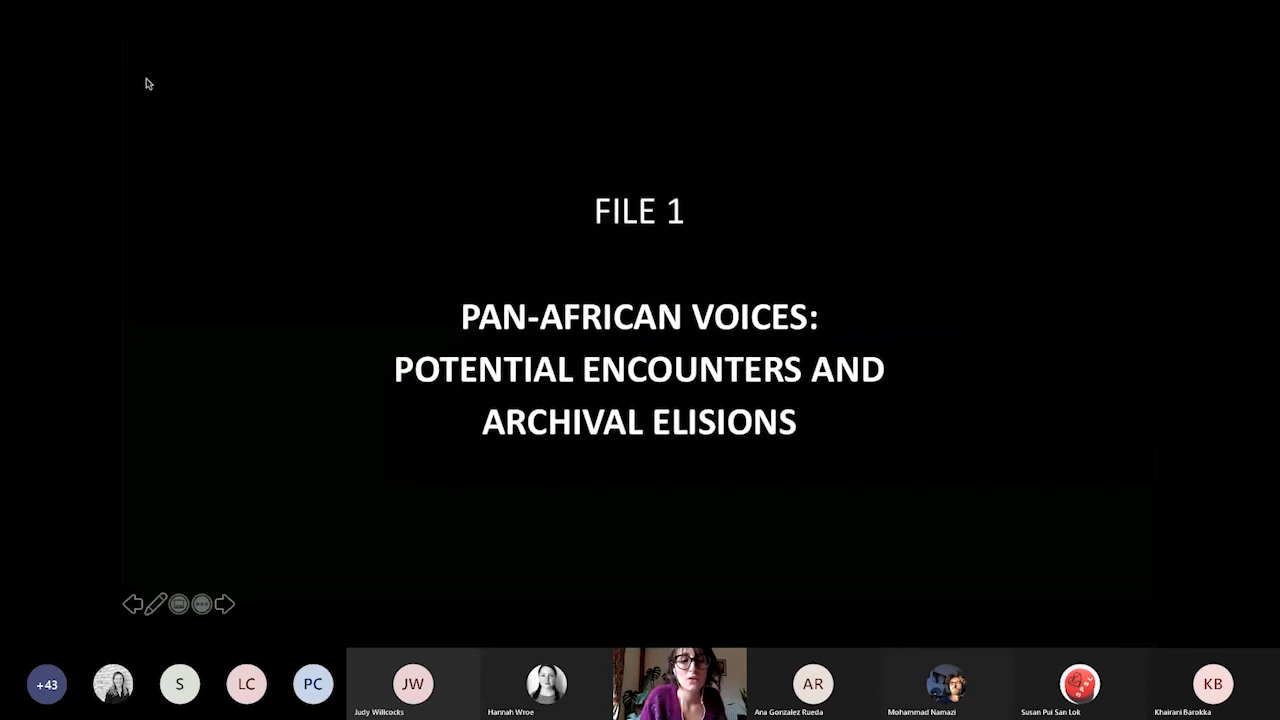 FILE 1
PAN-AFRICAN VOICES:
POTENTIAL ENCOUNTERS AND
ARCHIVAL ELISIONS
+43
S
LC
PC
JW
AR
KB
Judy Willcocks
Hannah Wroe
Ana Gonzalez Rueda
Mohammad Namazi
Susan Pui San Lok
Khairani Barokka